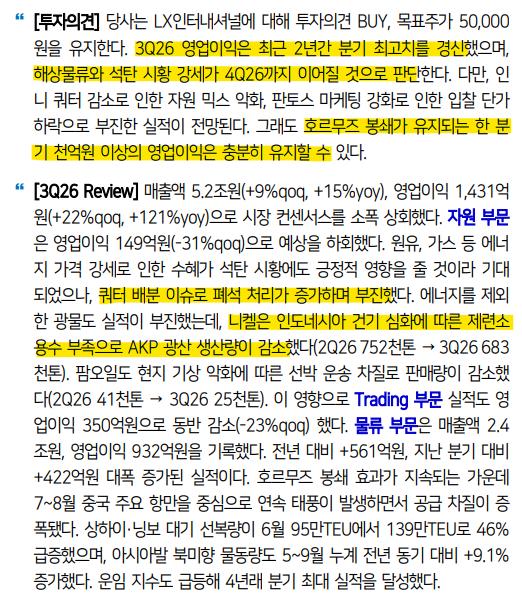 “ [투자의견] 당사는 LX인터내셔널에 대해 투자의견 BUY, 목표주가 50,000
원을 유지한다. 3Q26 영업이익은 최근 2년간 분기 최고치를 경신했으며,
해상물류와 석탄 시황 강세가 4Q26까지 이어질 것으로 판단한다. 다만, 인
니 쿼터 감소로 인한 자원 믹스 악화, 판토스 마케팅 강화로 인한 입찰 단가
하락으로 부진한 실적이 전망된다. 그래도 호르무즈 봉쇄가 유지되는 한 분
기 천억원 이상의 영업이익은 충분히 유지할 수 있다.
“ [3Q26 Review] 매출액 5.2조원(+9%qoq, +15%yoy), 영업이익 1,431억
원(+22%qoq, +121%yoy)으로 시장 컨센서스를 소폭 상회했다. 자원 부문
은 영업이익 149억원(-31%qoq)으로 예상을 하회했다. 원유, 가스 등 에너
지 가격 강세로 인한 수혜가 석탄 시황에도 긍정적 영향을 줄 것이라 기대
되었으나, 쿼터 배분 이슈로 폐석 처리가 증가하며 부진했다. 에너지를 제외
한 광물도 실적이 부진했는데, 니켈은 인도네시아 건기 심화에 따른 제련소
용수 부족으로 AKP 광산 생산량이 감소했다(2Q26 752천톤 → 3Q26 683
천톤). 팜오일도 현지 기상 악화에 따른 선박 운송 차질로 판매량이 감소했
다(2Q26 41천톤 → 3Q26 25천톤). 이 영향으로 Trading 부문 실적도 영
업이익 350억원으로 동반 감소(-23%qoq) 했다. 물류 부문은 매출액 2.4
조원, 영업이익 932억원을 기록했다. 전년 대비 +561억원, 지난 분기 대비
+422억원 대폭 증가된 실적이다. 호르무즈 봉쇄 효과가 지속되는 가운데
7~8월 중국 주요 항만을 중심으로 연속 태풍이 발생하면서 공급 차질이 증
폭됐다. 상하이·닝보 대기 선복량이 6월 95만TEU에서 139만TEU로 46%
급증했으며, 아시아발 북미향 물동량도 5~9월 누계 전년 동기 대비 +9.1%
증가했다. 운임 지수도 급등해 4년래 분기 최대 실적을 달성했다.